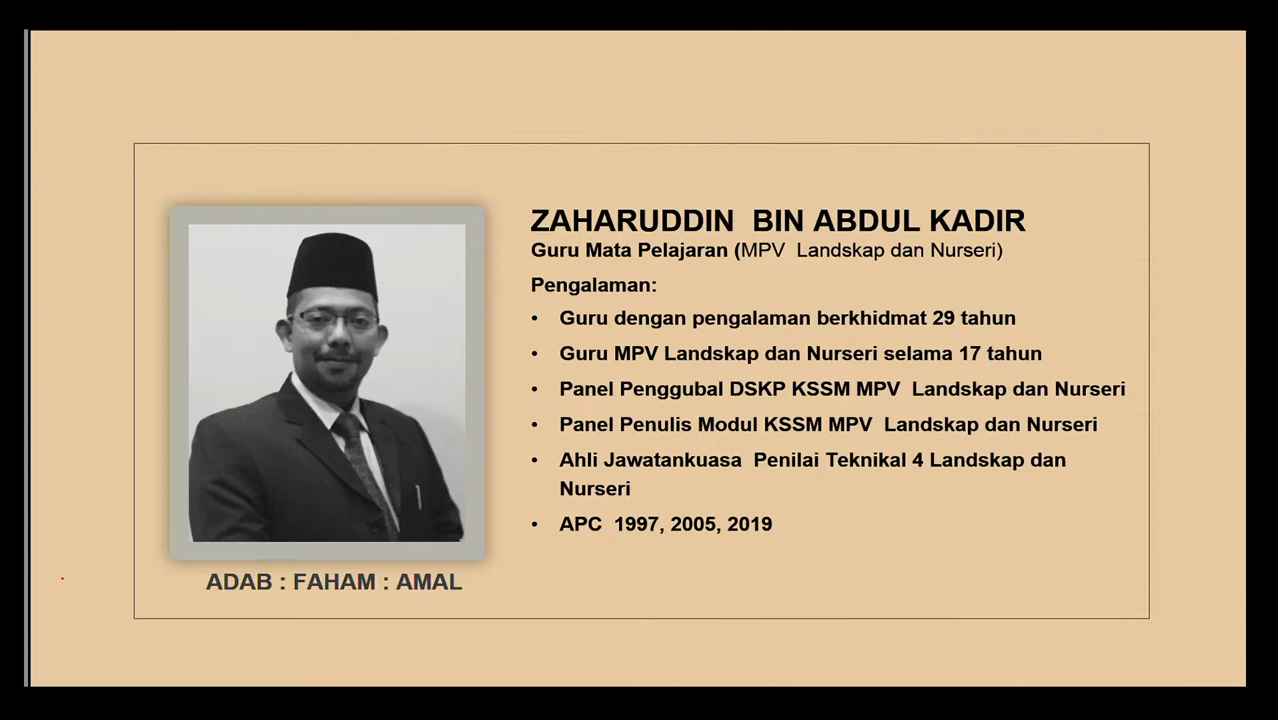 ZAHARUDDIN BIN ABDUL KADIR
Guru Mata Pelajaran (MPV Landskap dan Nurseri)
Pengalaman:
• Guru dengan pengalaman berkhidmat 29 tahun
• Guru MPV Landskap dan Nurseri selama 17 tahun
• Panel Penggubal DSKP KSSM MPV Landskap dan Nurseri
• Panel Penulis Modul KSSM MPV Landskap dan Nurseri
• Ahli Jawatankuasa Penilai Teknikal 4 Landskap dan
Nurseri
• APC 1997, 2005, 2019
ADAB : FAHAM : AMAL